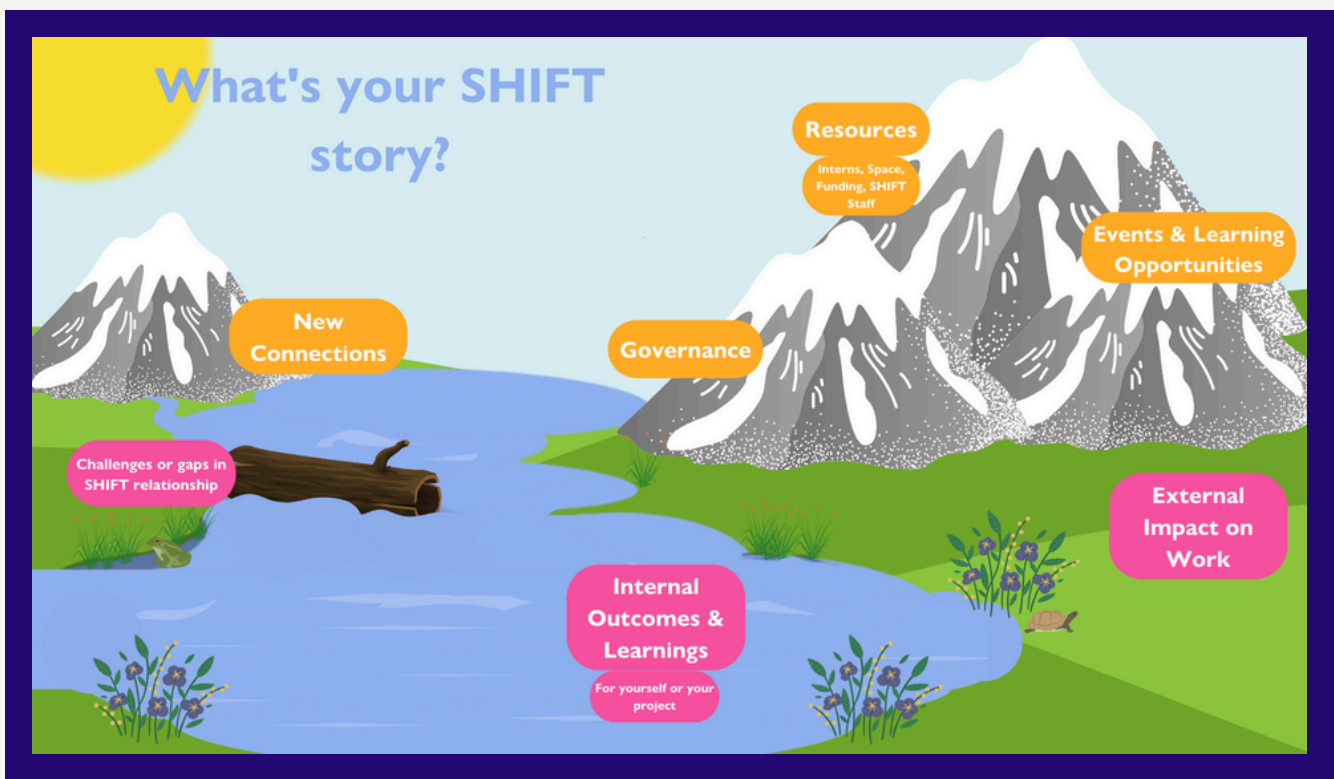 What's your SHIFT
story?
Resources
Interns, Space,
Funding, SHIFT
Staff
Events & Learning
Opportunities
New
Connections
Governance
Challenges or gaps in
SHIFT relationship
External
Impact on
Work
Internal
Outcomes &
Learnings
For yourself or your
project